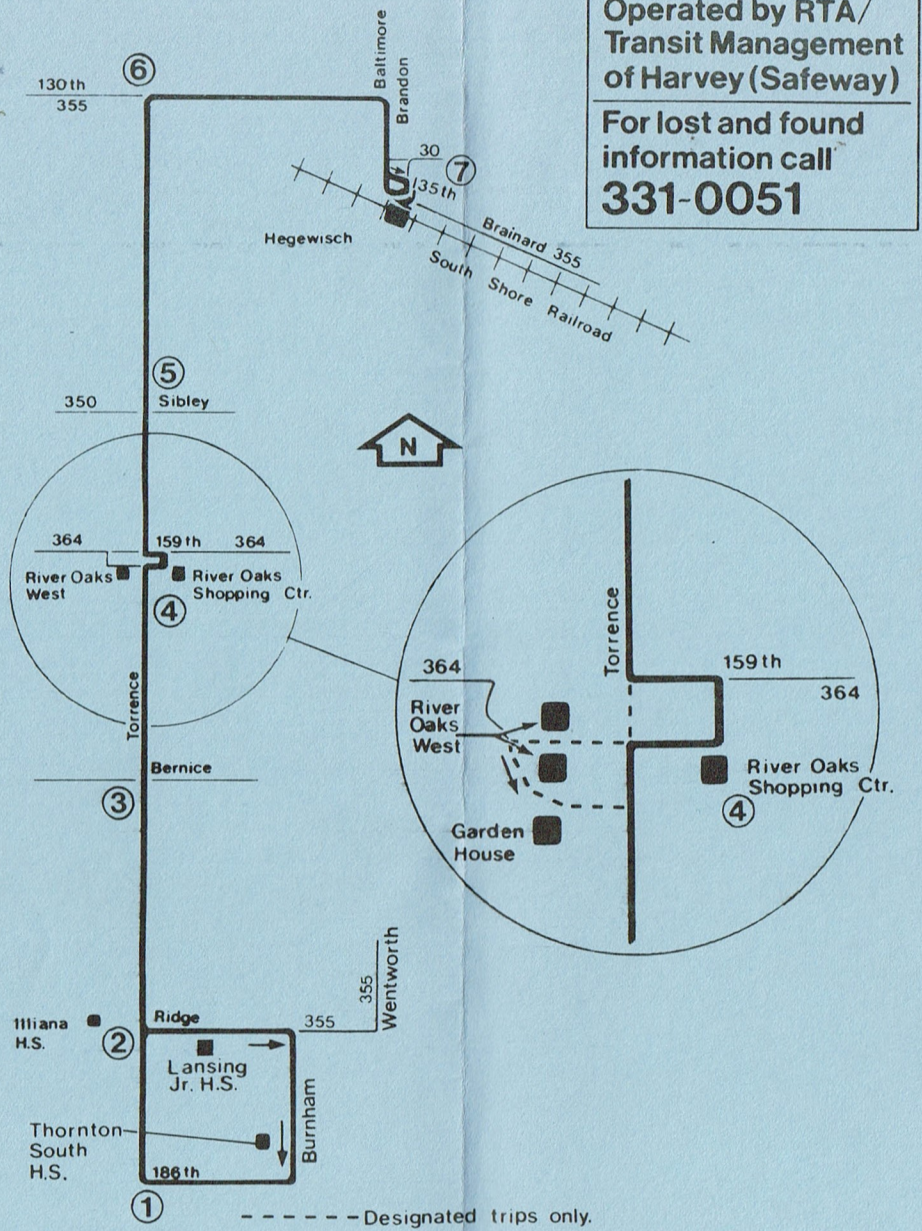 Operated by RTA/
Transit Management
of Harvey (Safeway)
For lost and found
information call
331-0051
6
130th
355
Baltimore
Brandon
30
7
135th
Hegewisch
Brainard 355
South Shore Railroad
5
350
Sibley
N
364
159th
364
River Oaks
West
River Oaks
Shopping Ctr.
4
Torrence
Bernice
3
Torrence
364
159th
364
River
Oaks
West
River Oaks
Shopping Ctr.
4
Garden
House
Illiana
H.S.
2
Ridge
355
355
Wentworth
Lansing
Jr. H.S.
Burnham
Thornton
South
H.S.
186th
1
Designated trips only.